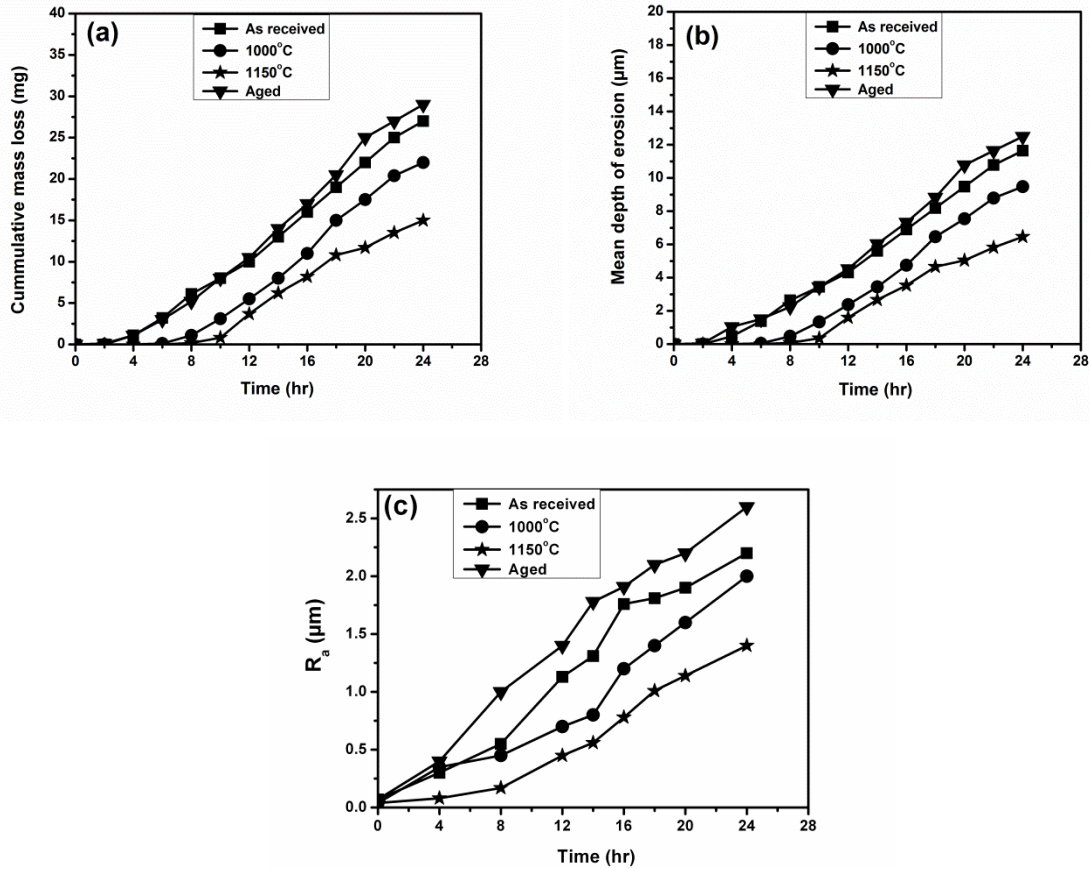 (a)
As received
1000°C
1150°C
Aged
Cummulative mass loss (mg)
40
35
30
25
20
15
10
5
0
0 4 8 12 16 20 24 28
Time (hr)
(b)
As received
1000°C
1150°C
Aged
Mean depth of erosion (μm)
20
18
16
14
12
10
8
6
4
2
0
0 4 8 12 16 20 24 28
Time (hr)
(c)
As received
1000°C
1150°C
Aged
Ra (μm)
2.5
2.0
1.5
1.0
0.5
0.0
0 4 8 12 16 20 24 28
Time (hr)